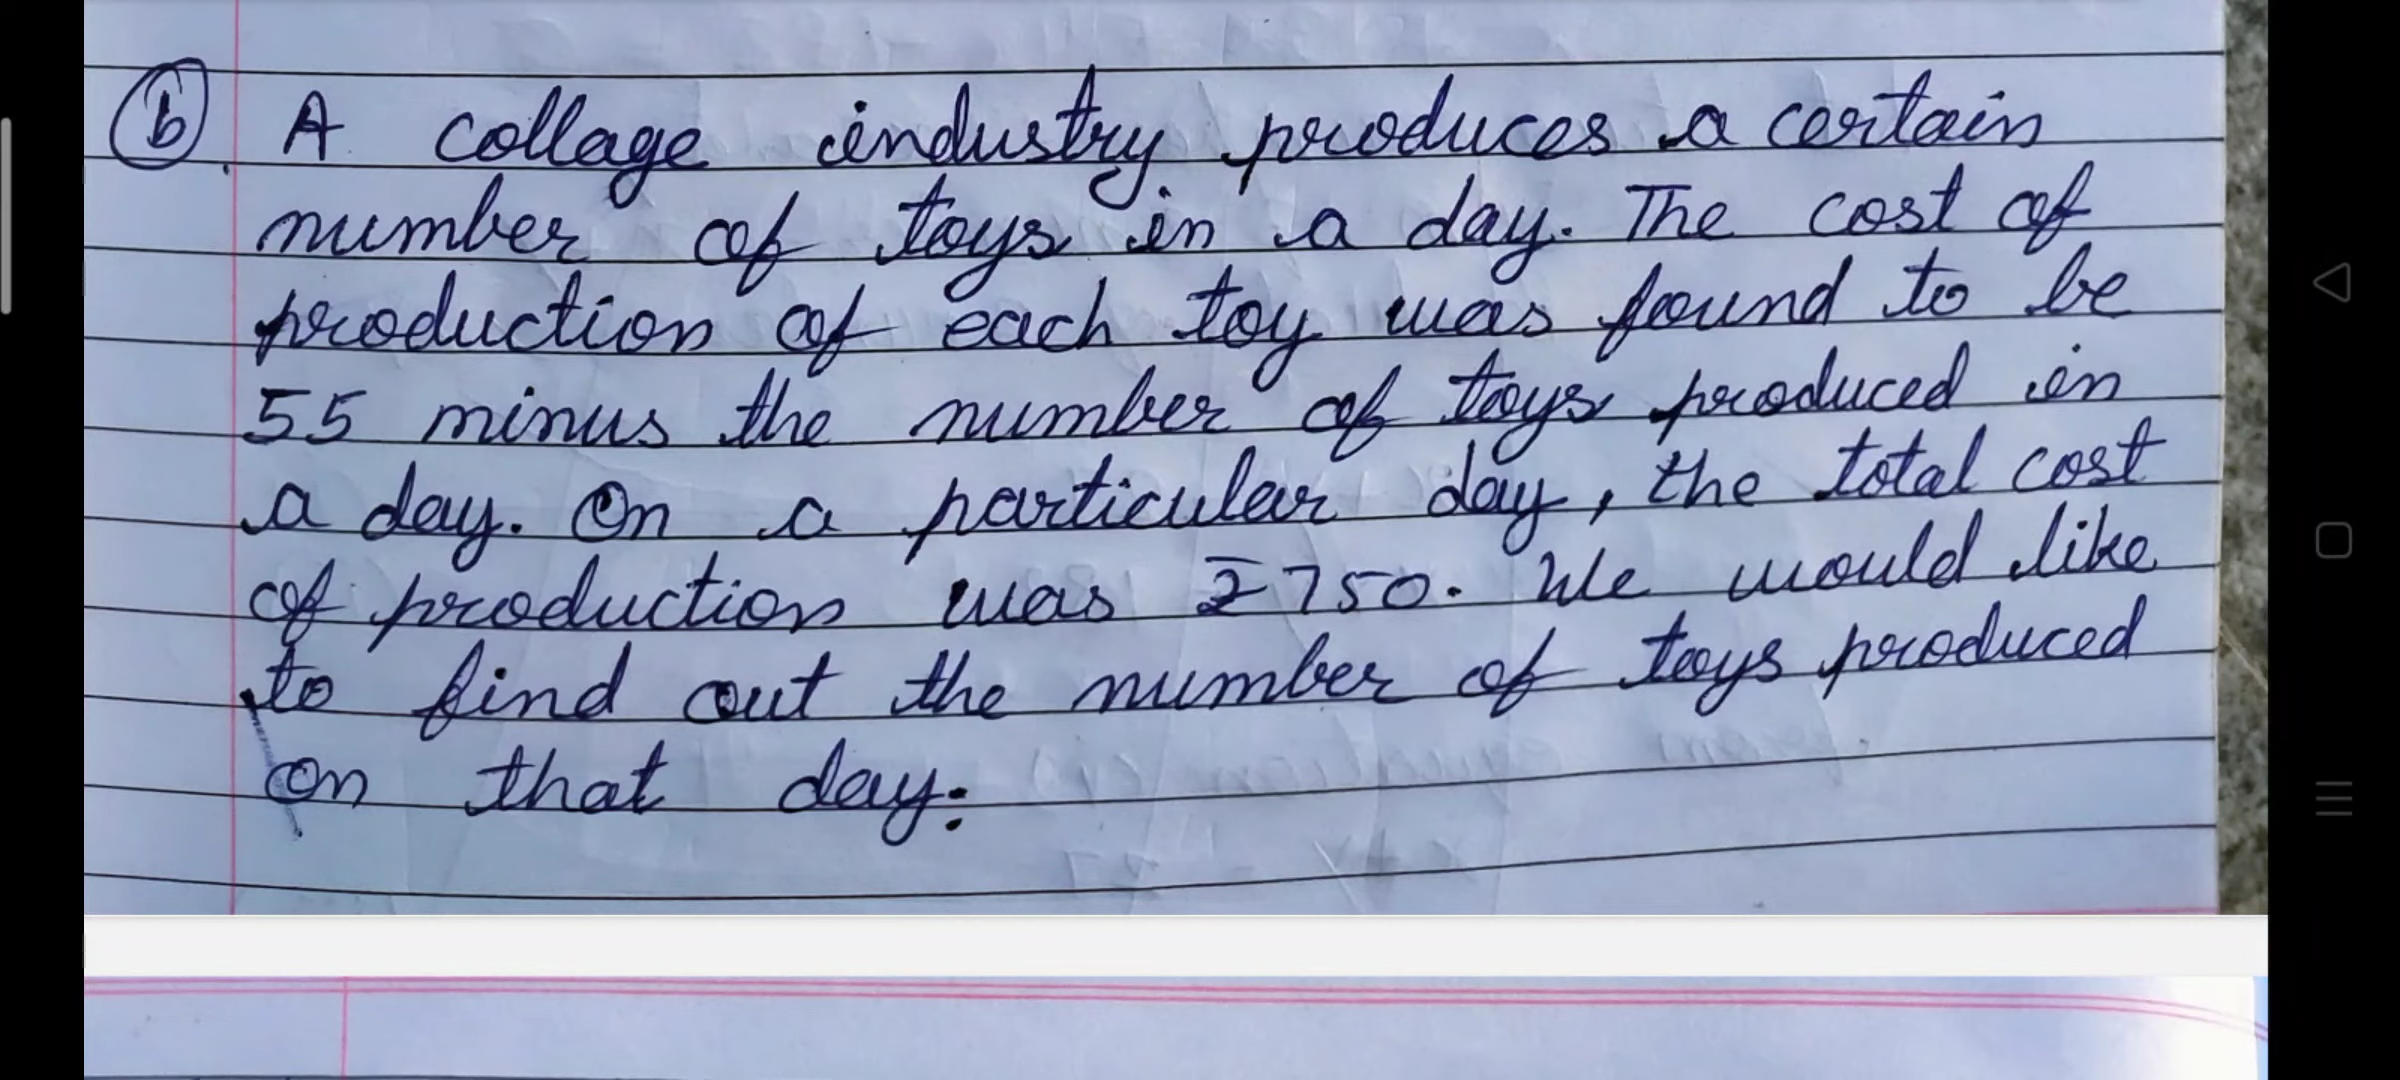 b A collage industry produces a certain
number of toys in a day. The cost of
production of each toy was found to be
55 minus the number of toys produced in
a day. On a particular day, the total cost
of production was ₹750. We would like
to find out the number of toys produced
on that day: